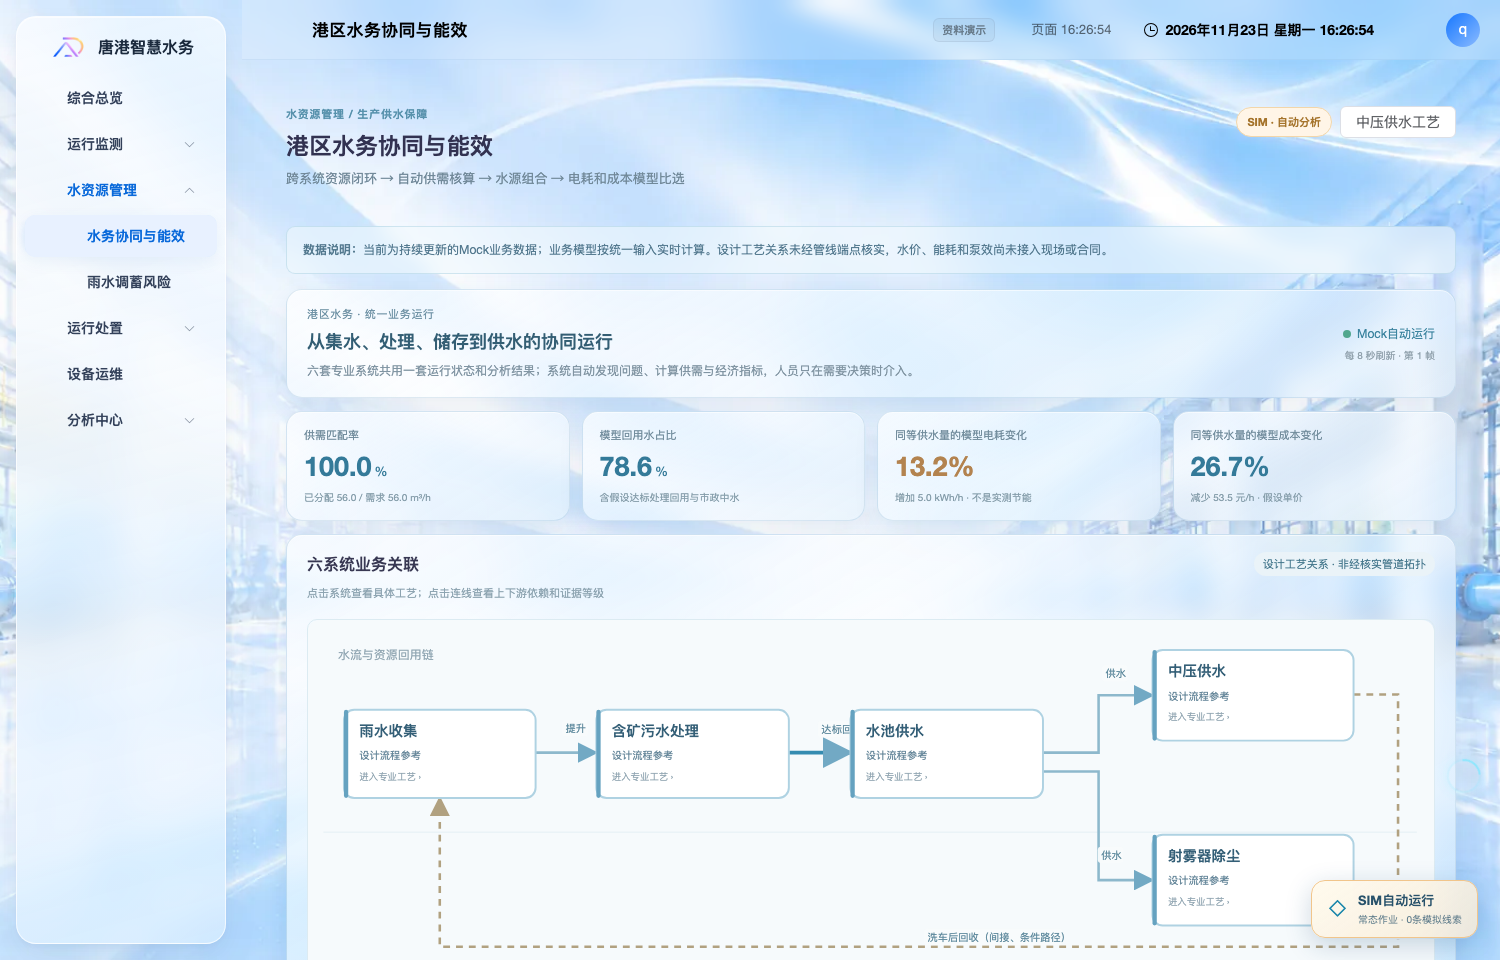 唐港智慧水务
综合总览
运行监测
水资源管理
水务协同与能效
雨水调蓄风险
运行处置
设备运维
分析中心
港区水务协同与能效
资料演示
页面 16:26:54
2026年11月23日 星期一 16:26:54
q
水资源管理 / 生产供水保障
港区水务协同与能效
跨系统资源闭环 → 自动供需核算 → 水源组合 → 电耗和成本模型比选
SIM · 自动分析
中压供水工艺
数据说明：当前为持续更新的Mock业务数据；业务模型按统一输入实时计算。设计工艺关系未经管线端点核实，水价、能耗和泵效尚未接入现场或合同。
港区水务 · 统一业务运行
从集水、处理、储存到供水的协同运行
六套专业系统共用一套运行状态和分析结果；系统自动发现问题、计算供需与经济指标，人员只在需要决策时介入。
Mock自动运行
每 8 秒刷新 · 第 1 帧
供需匹配率
100.0 %
已分配 56.0 / 需求 56.0 m³/h
模型回用水占比
78.6 %
含假设达标处理回用与市政中水
同等供水量的模型电耗变化
13.2%
增加 5.0 kWh/h · 不是实测节能
同等供水量的模型成本变化
26.7%
减少 53.5 元/h · 假设单价
六系统业务关联
点击系统查看具体工艺；点击连线查看上下游依赖和证据等级
设计工艺关系 · 非经核实管道拓扑
水流与资源回用链
雨水收集
设计流程参考
进入专业工艺 ›
提升
含矿污水处理
设计流程参考
进入专业工艺 ›
达标回
水池供水
设计流程参考
进入专业工艺 ›
供水
中压供水
设计流程参考
进入专业工艺 ›
供水
射雾器除尘
设计流程参考
进入专业工艺 ›
洗车后回收（间接、条件路径）
SIM自动运行
常态作业 · 0条模拟线索